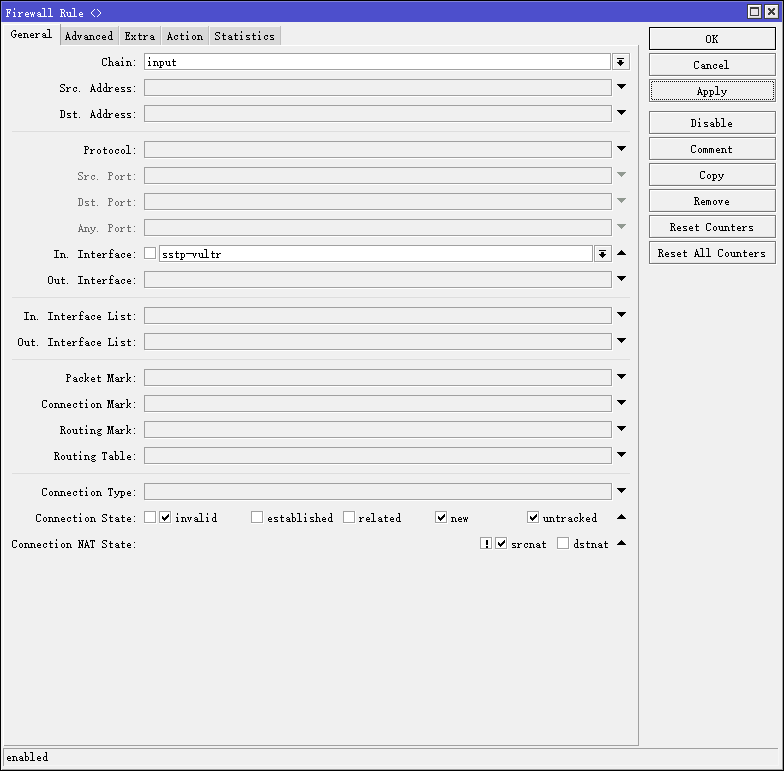 Firewall Rule <>
General Advanced Extra Action Statistics
Chain: input
Src. Address:
Dst. Address:
Protocol:
Src. Port:
Dst. Port:
Any. Port:
In. Interface: sstp-vultr
Out. Interface:
In. Interface List:
Out. Interface List:
Packet Mark:
Connection Mark:
Routing Mark:
Routing Table:
Connection Type:
Connection State: invalid established related new untracked
Connection NAT State: ! srcnat dstnat
OK
Cancel
Apply
Disable
Comment
Copy
Remove
Reset Counters
Reset All Counters
enabled